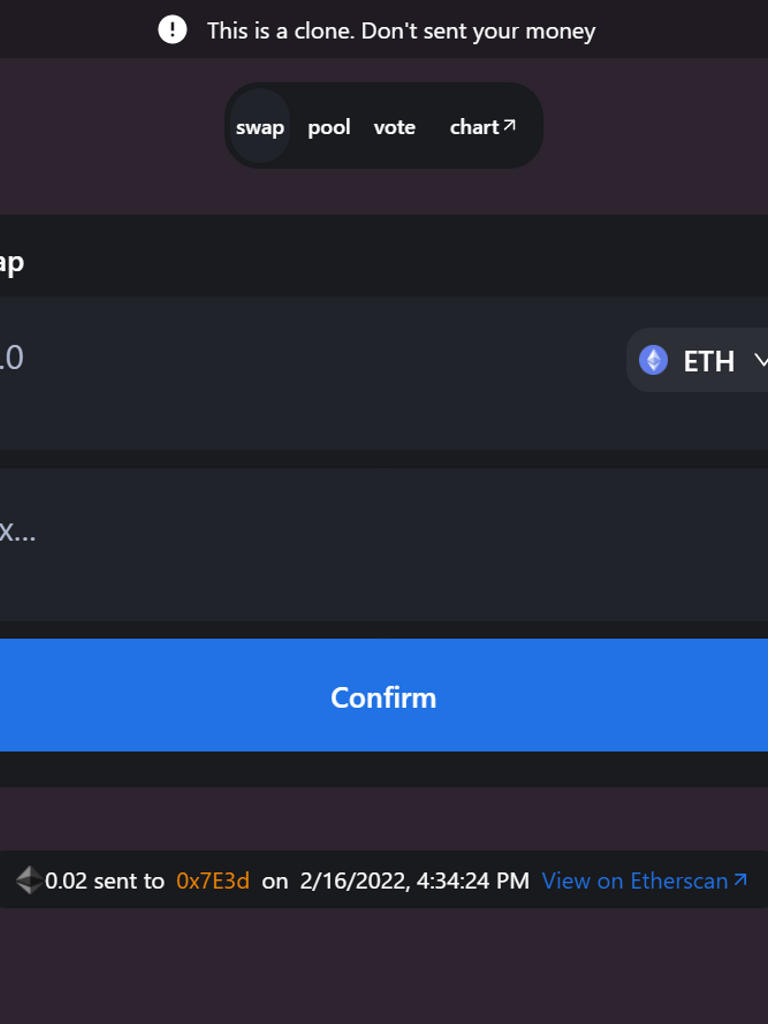 This is a clone. Don't sent your money
swap pool vote chart
ap
.0 ETH
x...
Confirm
0.02 sent to 0x7E3d on 2/16/2022, 4:34:24 PM View on Etherscan